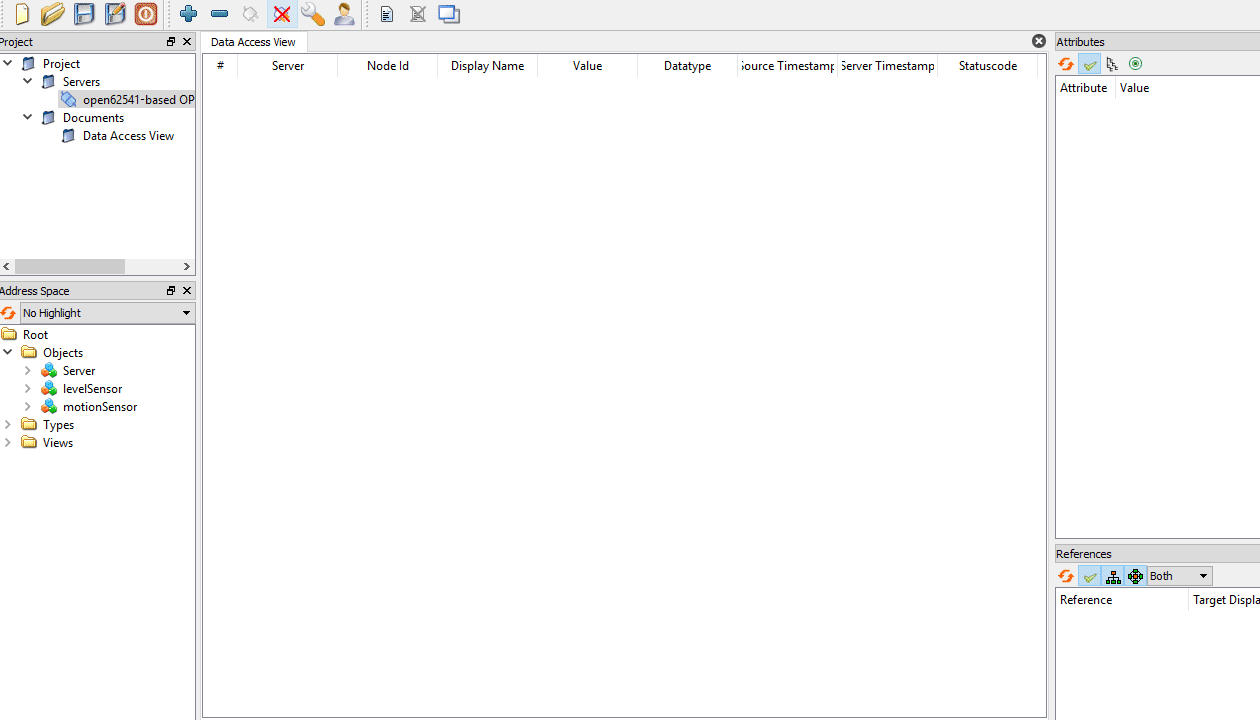 Project
Project
Servers
open62541-based OP
Documents
Data Access View
Address Space
No Highlight
Root
Objects
Server
levelSensor
motionSensor
Types
Views
Data Access View
# Server Node Id Display Name Value Datatype ource Timestamp Server Timestamp Statuscode
Attributes
Attribute Value
References
Both
Reference Target Displa